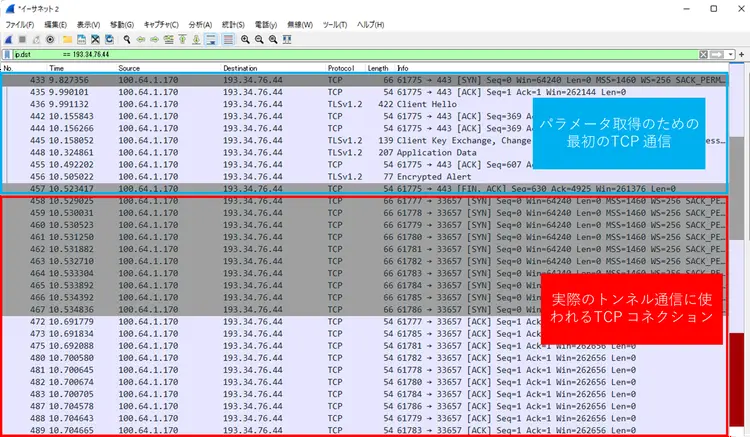 *イーサネット 2
ファイル(F) 編集(E) 表示(V) 移動(G) キャプチャ(C) 分析(A) 統計(S) 電話(y) 無線(W) ツール(T) ヘルプ(H)
ip.dst == 193.34.76.44
No. Time Source Destination Protocol Length Info
433 9.827356 100.64.1.170 193.34.76.44 TCP 66 61775 → 443 [SYN] Seq=0 Win=64240 Len=0 MSS=1460 WS=256 SACK_PERM…
435 9.990101 100.64.1.170 193.34.76.44 TCP 54 61775 → 443 [ACK] Seq=1 Ack=1 Win=262144 Len=0
436 9.991132 100.64.1.170 193.34.76.44 TLSv1.2 422 Client Hello
442 10.155843 100.64.1.170 193.34.76.44 TCP 54 61775 → 443 [ACK] Seq=369
444 10.156266 100.64.1.170 193.34.76.44 TCP 54 61775 → 443 [ACK] Seq=369
445 10.158052 100.64.1.170 193.34.76.44 TLSv1.2 139 Client Key Exchange, Change
448 10.324861 100.64.1.170 193.34.76.44 TLSv1.2 207 Application Data
455 10.492202 100.64.1.170 193.34.76.44 TCP 54 61775 → 443 [ACK] Seq=607
456 10.505022 100.64.1.170 193.34.76.44 TLSv1.2 77 Encrypted Alert
457 10.523417 100.64.1.170 193.34.76.44 TCP 54 61775 → 443 [FIN, ACK] Seq=630 Ack=4925 Win=261376 Len=0
パラメータ取得のための
最初のTCP 通信
458 10.529025 100.64.1.170 193.34.76.44 TCP 66 61777 → 33657 [SYN] Seq=0 Win=64240 Len=0 MSS=1460 WS=256 SACK_PE…
459 10.530031 100.64.1.170 193.34.76.44 TCP 66 61778 → 33657 [SYN] Seq=0 Win=64240 Len=0 MSS=1460 WS=256 SACK_PE…
460 10.530523 100.64.1.170 193.34.76.44 TCP 66 61779 → 33657 [SYN] Seq=0 Win=64240 Len=0 MSS=1460 WS=256 SACK_PE…
461 10.531250 100.64.1.170 193.34.76.44 TCP 66 61780 → 33657 [SYN] Seq=0 Win=64240 Len=0 MSS=1460 WS=256 SACK_PE…
462 10.531882 100.64.1.170 193.34.76.44 TCP 66 61781 → 33657 [SYN] Seq=0 Win=64240 Len=0 MSS=1460 WS=256 SACK_PE…
463 10.532710 100.64.1.170 193.34.76.44 TCP 66 61782 → 33657 [SYN] Seq=0 Win=64240 Len=0 MSS=1460 WS=256 SACK_PE…
464 10.533304 100.64.1.170 193.34.76.44 TCP 66 61783 → 33657 [SYN] Seq=0
465 10.533892 100.64.1.170 193.34.76.44 TCP 66 61784 → 33657 [SYN] Seq=0
466 10.534392 100.64.1.170 193.34.76.44 TCP 66 61785 → 33657 [SYN] Seq=0
467 10.534836 100.64.1.170 193.34.76.44 TCP 66 61786 → 33657 [SYN] Seq=0
472 10.691779 100.64.1.170 193.34.76.44 TCP 54 61777 → 33657 [ACK] Seq=1
473 10.691834 100.64.1.170 193.34.76.44 TCP 54 61785 → 33657 [ACK] Seq=1
475 10.692088 100.64.1.170 193.34.76.44 TCP 54 61781 → 33657 [ACK] Seq=1 Ack=1 Win=262656 Len=0
480 10.700580 100.64.1.170 193.34.76.44 TCP 54 61782 → 33657 [ACK] Seq=1 Ack=1 Win=262656 Len=0
481 10.700645 100.64.1.170 193.34.76.44 TCP 54 61778 → 33657 [ACK] Seq=1 Ack=1 Win=262656 Len=0
482 10.700674 100.64.1.170 193.34.76.44 TCP 54 61780 → 33657 [ACK] Seq=1 Ack=1 Win=262656 Len=0
483 10.700705 100.64.1.170 193.34.76.44 TCP 54 61784 → 33657 [ACK] Seq=1 Ack=1 Win=262656 Len=0
487 10.704578 100.64.1.170 193.34.76.44 TCP 54 61786 → 33657 [ACK] Seq=1 Ack=1 Win=262656 Len=0
488 10.704643 100.64.1.170 193.34.76.44 TCP 54 61779 → 33657 [ACK] Seq=1 Ack=1 Win=262656 Len=0
489 10.704665 100.64.1.170 193.34.76.44 TCP 54 61783 → 33657 [ACK] Seq=1 Ack=1 Win=262656 Len=0
実際のトンネル通信に使
われるTCP コネクション